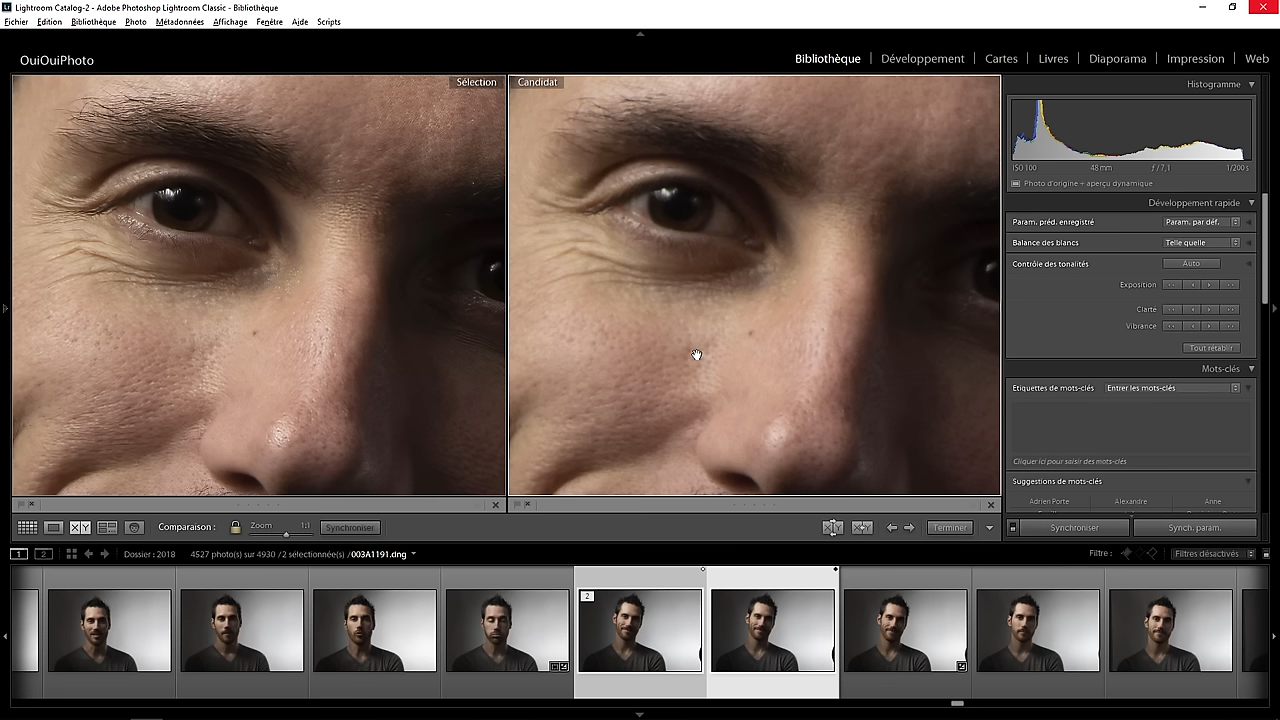 Lightroom Catalog-2 - Adobe Photoshop Lightroom Classic - Bibliothèque
Fichier Edition Bibliothèque Photo Métadonnées Affichage Fenêtre Aide Scripts
OuiOuiPhoto
Bibliothèque | Développement | Cartes | Livres | Diaporama | Impression | Web
Sélection
Candidat
Histogramme
ISO 100 48 mm ƒ / 7,1 1/200 s
Photo d'origine + aperçu dynamique
Développement rapide
Param. préd. enregistré Param. par déf.
Balance des blancs Telle quelle
Contrôle des tonalités Auto
Exposition
Clarté
Vibrance
Tout rétablir
Mots-clés
Etiquettes de mots-clés Entrer les mots-clés
Cliquer ici pour saisir des mots-clés
Suggestions de mots-clés
Adrien Porte Alexandre Anne
Comparaison : Zoom 1:1 Synchroniser
Terminer
Synchroniser Synch. param.
1 2 Dossier : 2018 4527 photo(s) sur 4930 /2 sélectionnée(s) /003A1191.dng
Filtre : Filtres désactivés
2